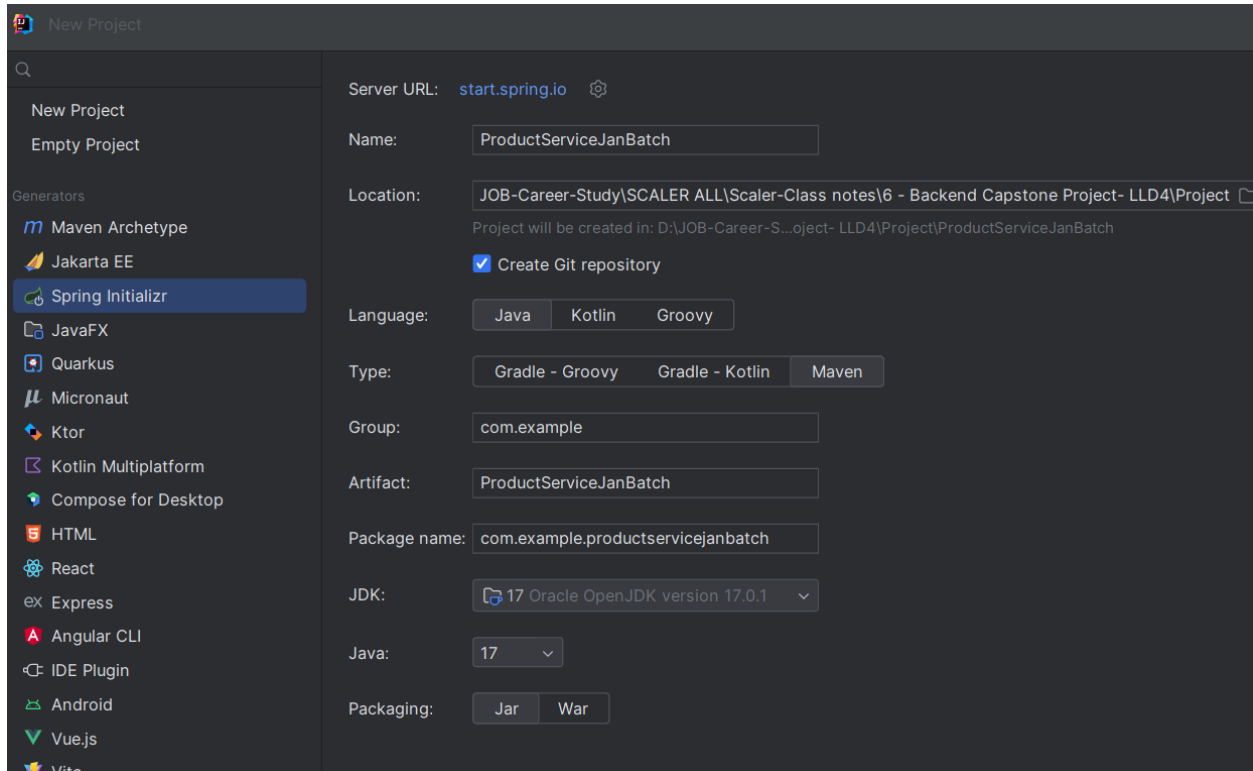 New Project
New Project
Empty Project
Generators
Maven Archetype
Jakarta EE
Spring Initializr
JavaFX
Quarkus
Micronaut
Ktor
Kotlin Multiplatform
Compose for Desktop
HTML
React
ex Express
Angular CLI
IDE Plugin
Android
Vue.js
Vite
Server URL: start.spring.io
Name: ProductServiceJanBatch
Location: JOB-Career-Study\SCALER ALL\Scaler-Class notes\6 - Backend Capstone Project- LLD4\Project
Project will be created in: D:\JOB-Career-S...oject- LLD4\Project\ProductServiceJanBatch
Create Git repository
Language: Java Kotlin Groovy
Type: Gradle - Groovy Gradle - Kotlin Maven
Group: com.example
Artifact: ProductServiceJanBatch
Package name: com.example.productservicejanbatch
JDK: 17 Oracle OpenJDK version 17.0.1
Java: 17
Packaging: Jar War